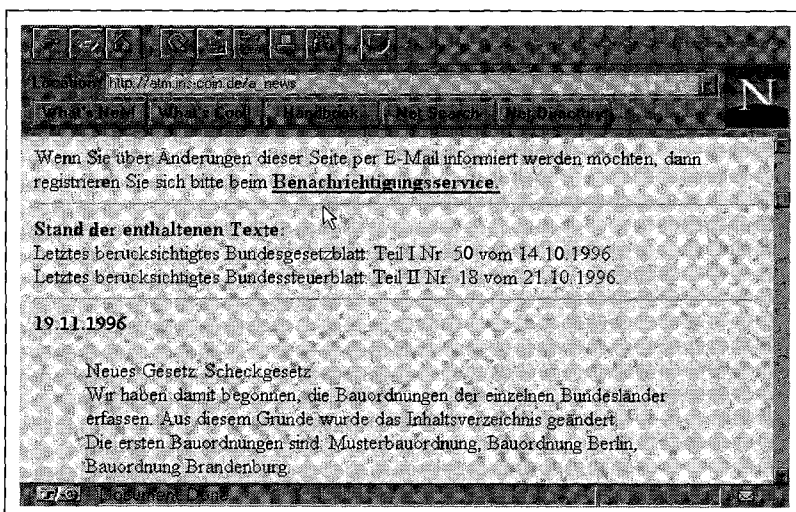 Location: http://atm.ins-com.de/a_news
What's New! What's Cool! Handbook Net Search Net Directory
N
Wenn Sie über Änderungen dieser Seite per E-Mail informiert werden möchten, dann
registrieren Sie sich bitte beim Benachrichtigungsservice.
Stand der enthaltenen Texte:
Letztes berücksichtigtes Bundesgesetzblatt: Teil I Nr. 50 vom 14.10.1996.
Letztes berücksichtigtes Bundessteuerblatt: Teil II Nr. 18 vom 21.10.1996.
19.11.1996
Neues Gesetz: Scheckgesetz
Wir haben damit begonnen, die Bauordnungen der einzelnen Bundesländer
erfassen. Aus diesem Grunde wurde das Inhaltsverzeichnis geändert.
Die ersten Bauordnungen sind: Musterbauordnung, Bauordnung Berlin,
Bauordnung Brandenburg.
Document: Done